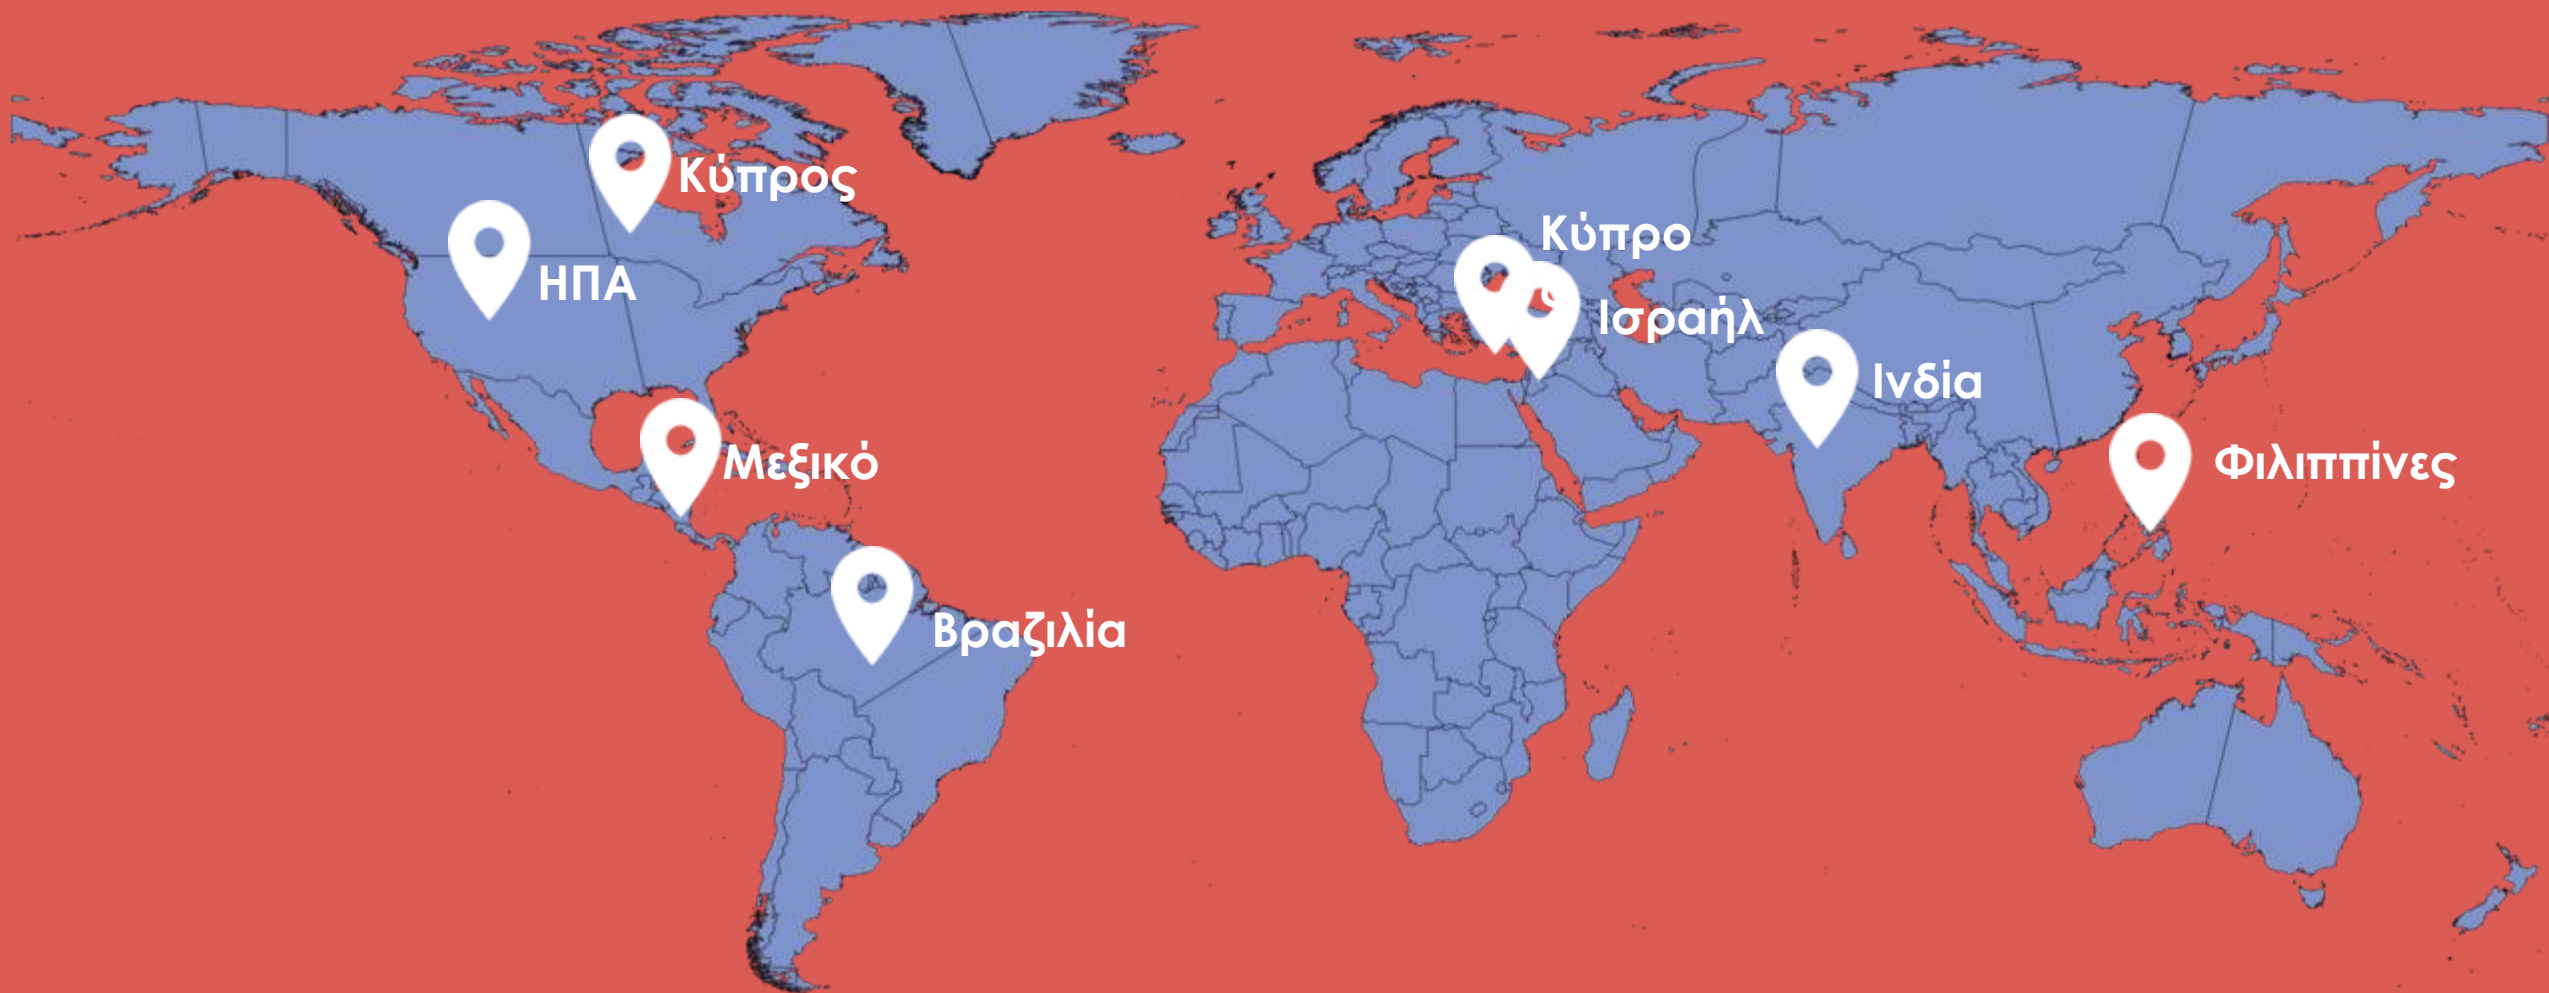 Κύπρος
ΗΠΑ
Κύπρο
ς
Ισραήλ
Ινδία
Μεξικό
Φιλιππίνες
Βραζιλία